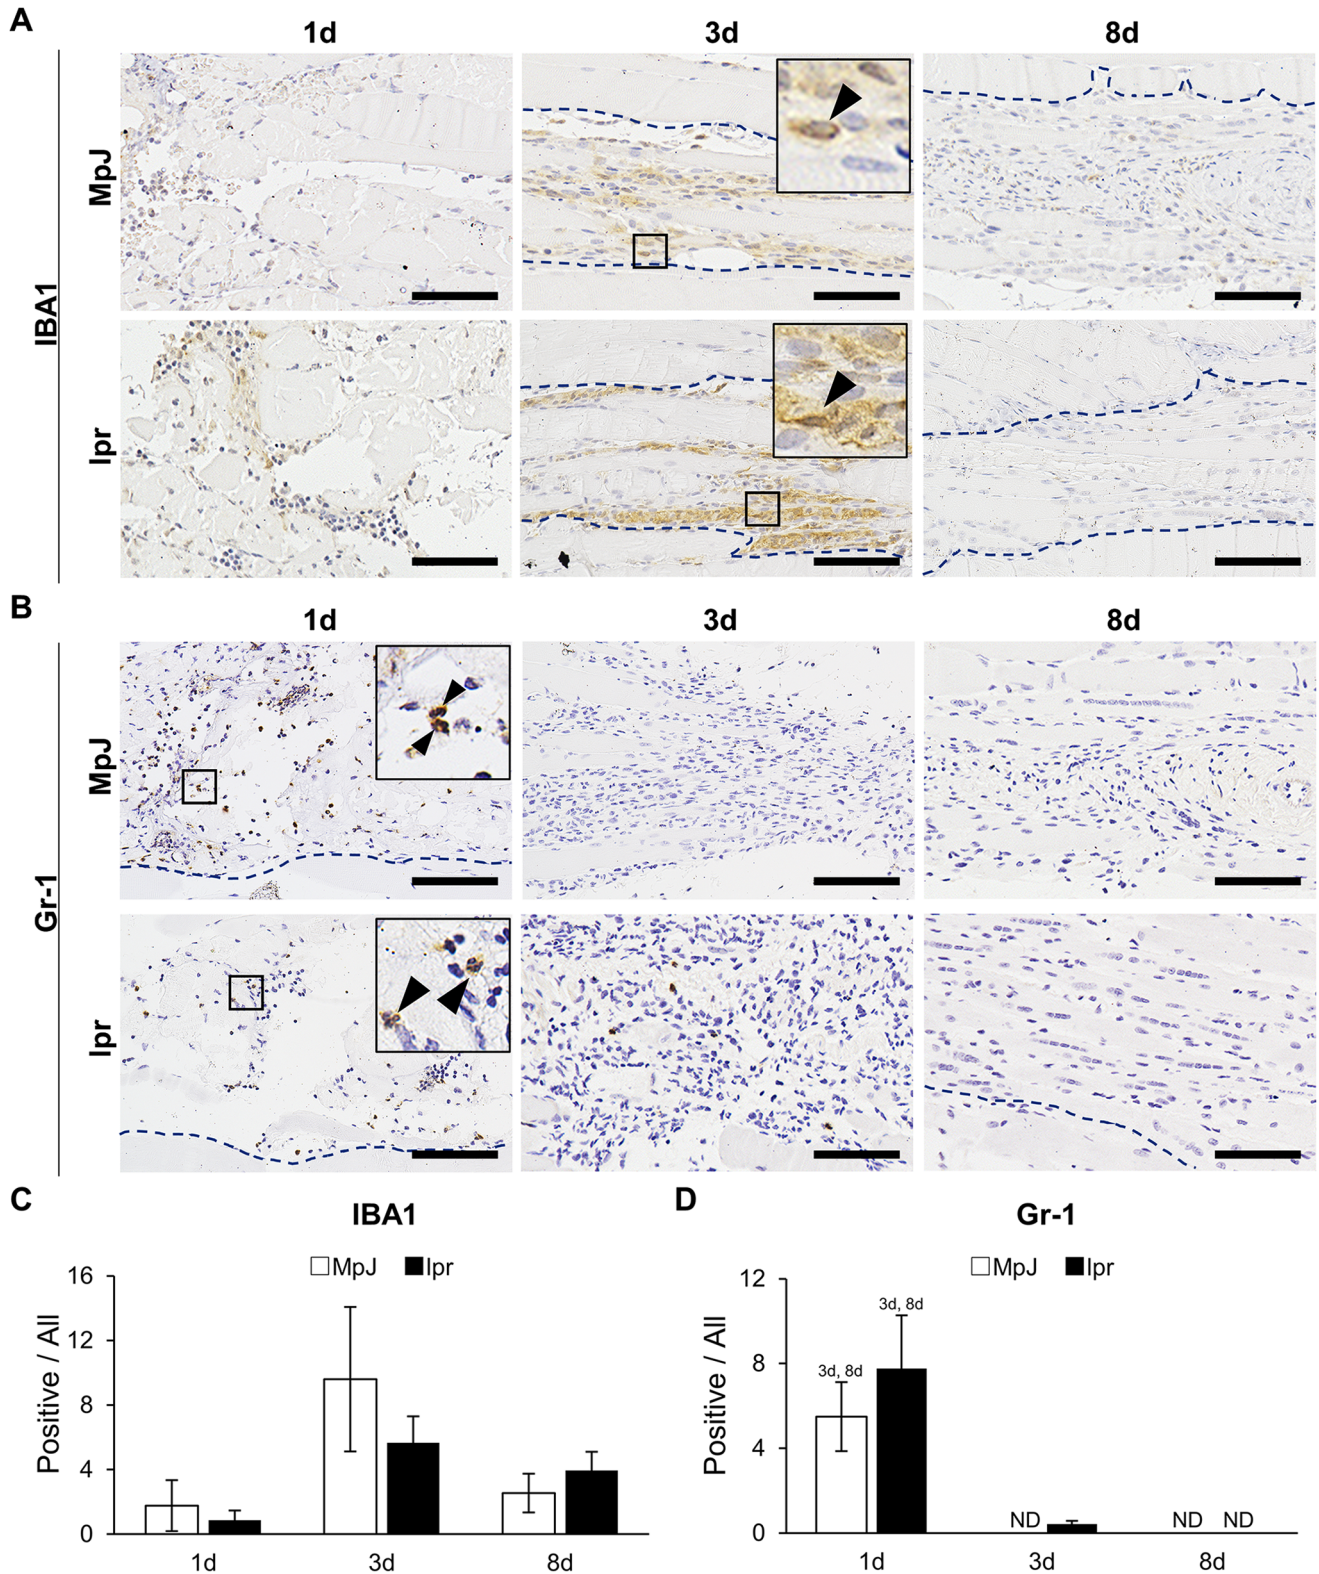 A
1d 3d 8d
IBA1
MpJ
lpr
B
1d 3d 8d
Gr-1
MpJ
lpr
C
IBA1
MpJ lpr
Positive / All
16
12
8
4
0
1d 3d 8d
D
Gr-1
MpJ lpr
Positive / All
12
8
4
0
3d, 8d
3d, 8d
ND ND ND
1d 3d 8d